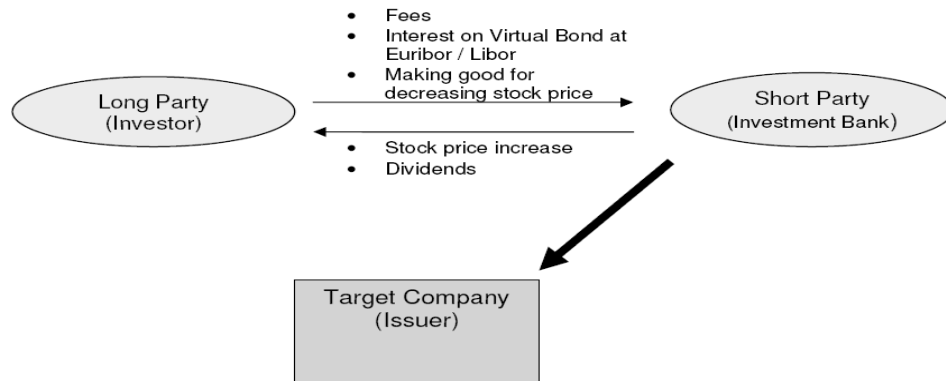 • Fees
• Interest on Virtual Bond at
Euribor / Libor
• Making good for
decreasing stock price
Long Party
(Investor)
Short Party
(Investment Bank)
• Stock price increase
• Dividends
Target Company
(Issuer)